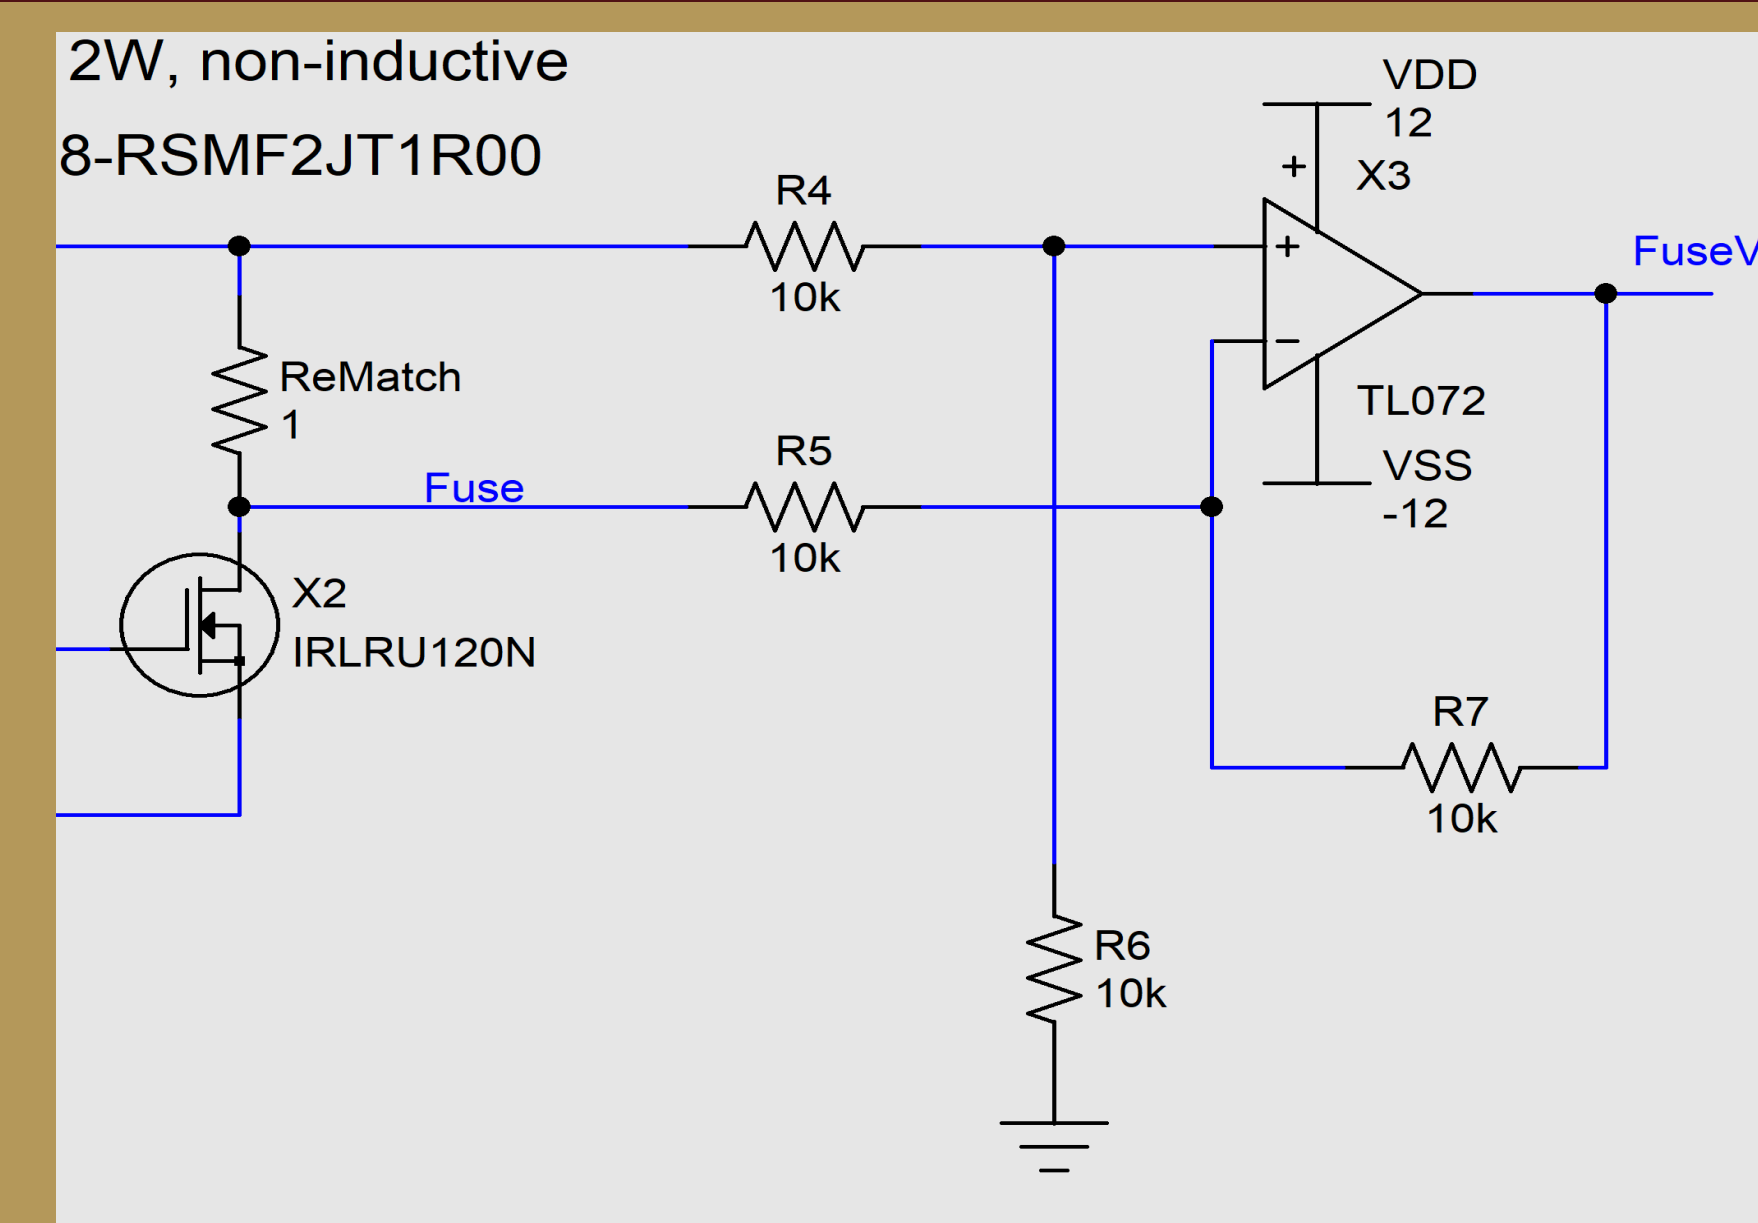 2W, non-inductive
8-RSMF2JT1R00
VDD
12
+
X3
R4
10k
+
FuseV
ReMatch
1
−
TL072
R5
10k
Fuse
VSS
-12
X2
IRLRU120N
R7
10k
R6
10k